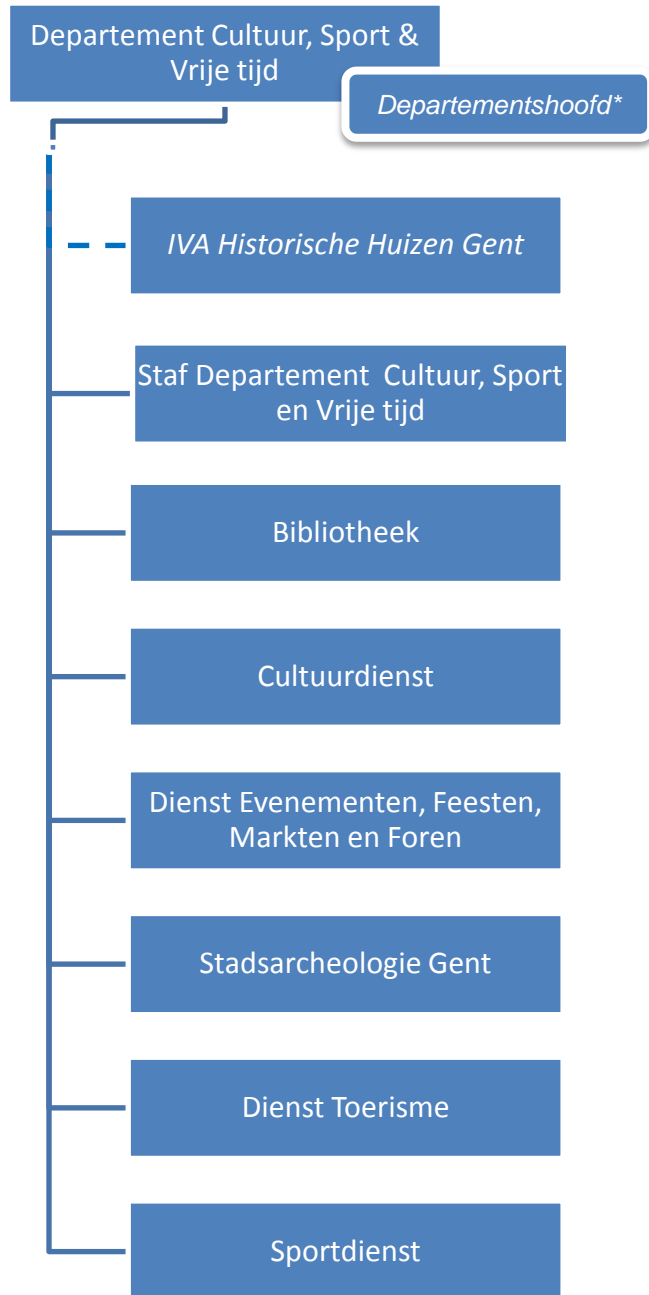 Departement Cultuur, Sport &
Vrije tijd
Departementshoofd*
IVA Historische Huizen Gent
Staf Departement Cultuur, Sport
en Vrije tijd
Bibliotheek
Cultuurdienst
Dienst Evenementen, Feesten,
Markten en Foren
Stadsarcheologie Gent
Dienst Toerisme
Sportdienst